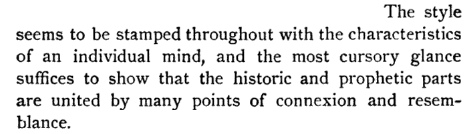 The style
seems to be stamped throughout with the characteristics
of an individual mind, and the most cursory glance
suffices to show that the historic and prophetic parts
are united by many points of connexion and resem-
blance.